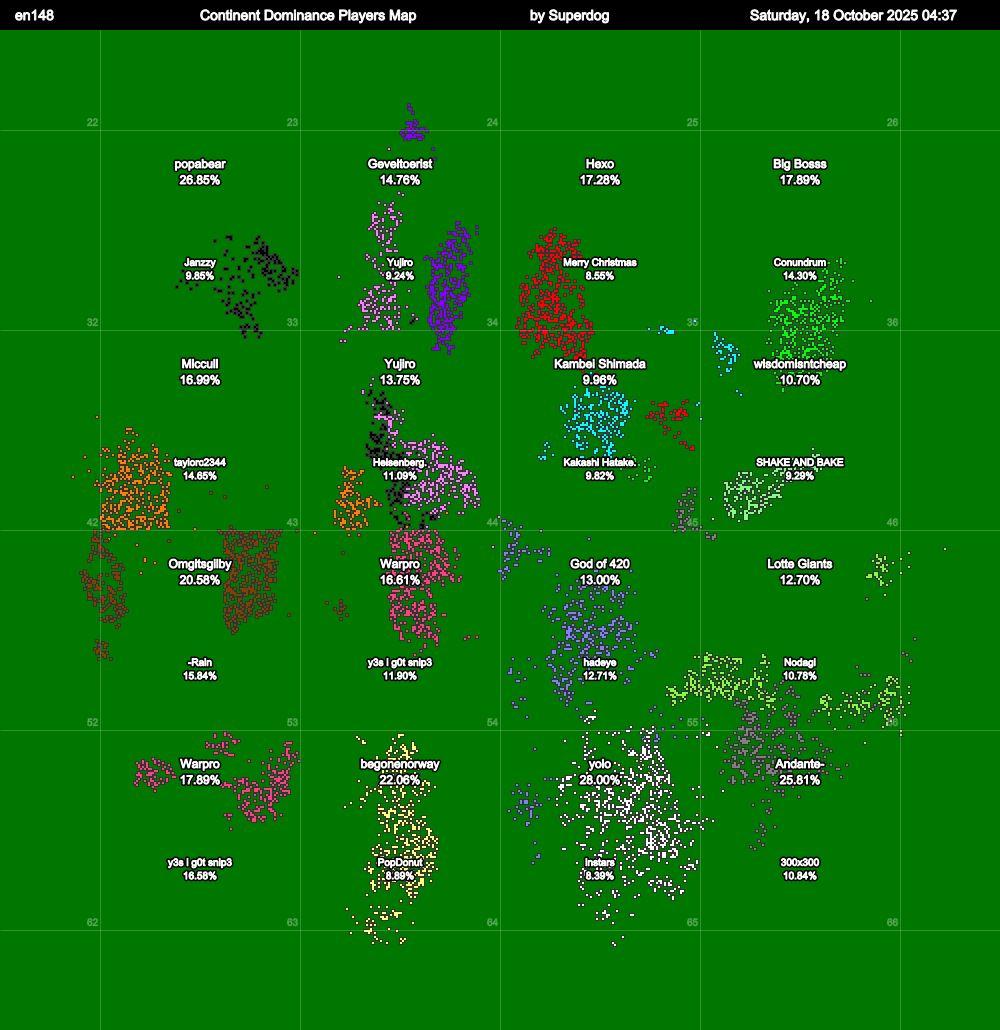 en148 Continent Dominance Players Map by Superdog Saturday, 18 October 2025 04:37
22 23 24 25 26
popabear Geveltoerist Hexo Big Bosss
26.85% 14.76% 17.28% 17.89%
Janzzy Yujiro Merry Christmas Conundrum
9.85% 9.24% 8.55% 14.30%
32 33 34 35 36
Miccull Yujiro Kambei Shimada wisdomisntcheap
16.99% 13.75% 9.96% 10.70%
taylorc2344 Heisenberg. Kakashi Hatake. SHAKE AND BAKE
14.65% 11.09% 9.82% 9.29%
42 43 44 45 46
Omgitsgilby Warpro God of 420 Lotte Giants
20.58% 16.61% 13.00% 12.70%
-Rain y3s i g0t snip3 hadeye Nodagi
15.84% 11.90% 12.71% 10.78%
52 53 54 55 56
Warpro begonenorway yolo Andante-
17.89% 22.06% 28.00% 25.81%
y3s i g0t snip3 PopDonut Instars 300x300
16.58% 8.89% 8.39% 10.84%
62 63 64 65 66